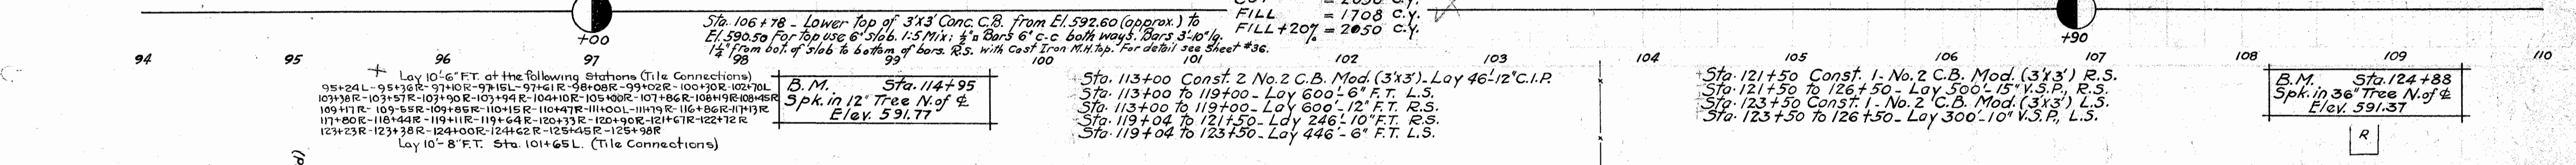 Sta. 106+78 - Lower top of 3'x3' Conc. C.B. from El. 592.60 (approx.) to
El. 590.50 For top use 6" slab. 1:5 Mix; ½"▫ Bars 6" c-c both ways. Bars 3'-10" lg.
1½" from bot. of slab to bottom of bars. R.S. with Cast Iron M.H. top. For detail see Sheet #36.
FILL = 1708 C.Y.
FILL+20% = 2050 C.Y.
+00
+90
94 95 96 97 98 99 100 101 102 103 104 105 106 107 108 109 110
Lay 10'-6" F.T. at the following Stations (Tile Connections)
95+24L-95+36R-97+10R-97+15L-97+61R-98+08R-99+02R-100+30R-102+70L
103+38R-103+57R-103+90R-103+94R-104+10R-105+00R-107+86R-108+19R-108+45R
109+17R-109+55R-109+85R-110+15R-110+47R-111+00L-111+79R-116+86R-117+13R
117+80R-118+44R-119+11R-119+64R-120+33R-120+90R-121+67R-122+72R
123+23R-123+38R-124+00R-124+62R-125+45R-125+98R
Lay 10'-8" F.T. Sta. 101+65L. (Tile Connections)
B.M. Sta. 114+95
Spk. in 12" Tree N. of ℄
Elev. 591.77
Sta. 113+00 Const. 2 No. 2 C.B. Mod. (3'x3') - Lay 46'-12" C.I.P.
Sta. 113+00 to 119+00 - Lay 600'-6" F.T. L.S.
Sta. 113+00 to 119+00 - Lay 600'-12" F.T. R.S.
Sta. 119+04 to 121+50 - Lay 246'-10" F.T. R.S.
Sta. 119+04 to 123+50 - Lay 446'-6" F.T. L.S.
Sta. 121+50 Const. 1 - No. 2 C.B. Mod. (3'x3') R.S.
Sta. 121+50 to 126+50 - Lay 500'-15" V.S.P., R.S.
Sta. 123+50 Const. 1 - No. 2 C.B. Mod. (3'x3') L.S.
Sta. 123+50 to 126+50 - Lay 300'-10" V.S.P., L.S.
B.M. Sta. 124+88
Spk. in 36" Tree N. of ℄
Elev. 591.37
R